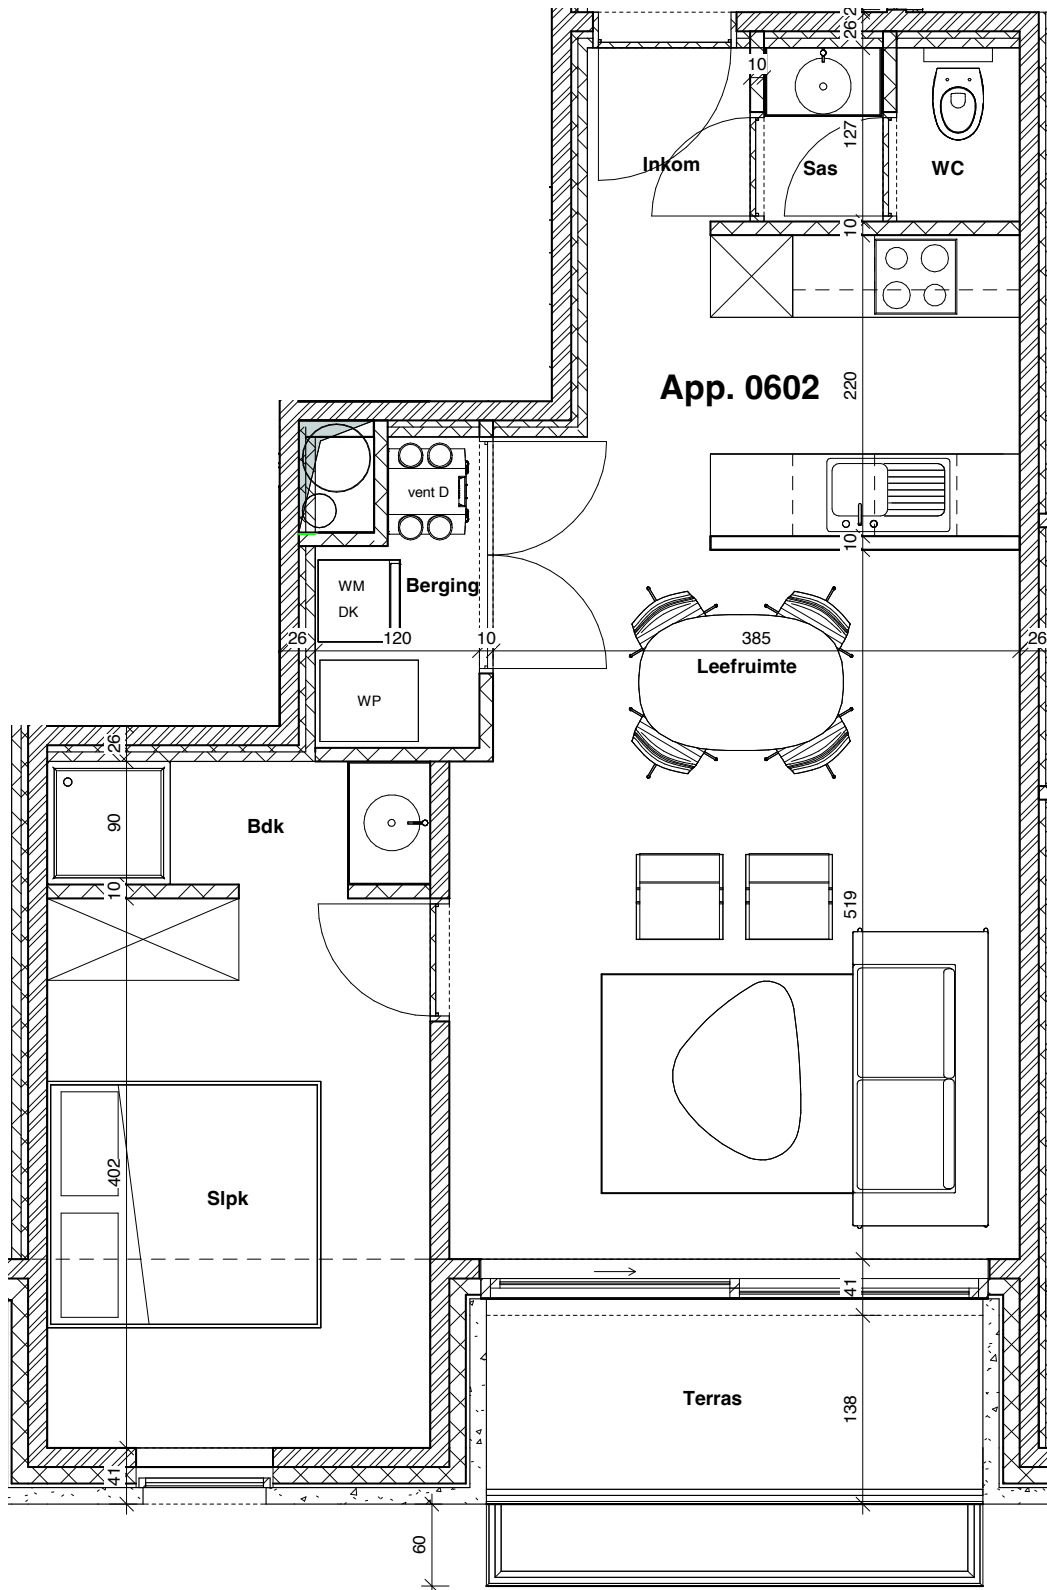 26 2
10
127
Inkom
Sas
WC
10
App. 0602
220
vent D
WM
DK
Berging
10
26
120
10
385
26
Leefruimte
WP
26
90
Bdk
10
519
402
Slpk
41
Terras
138
41
60